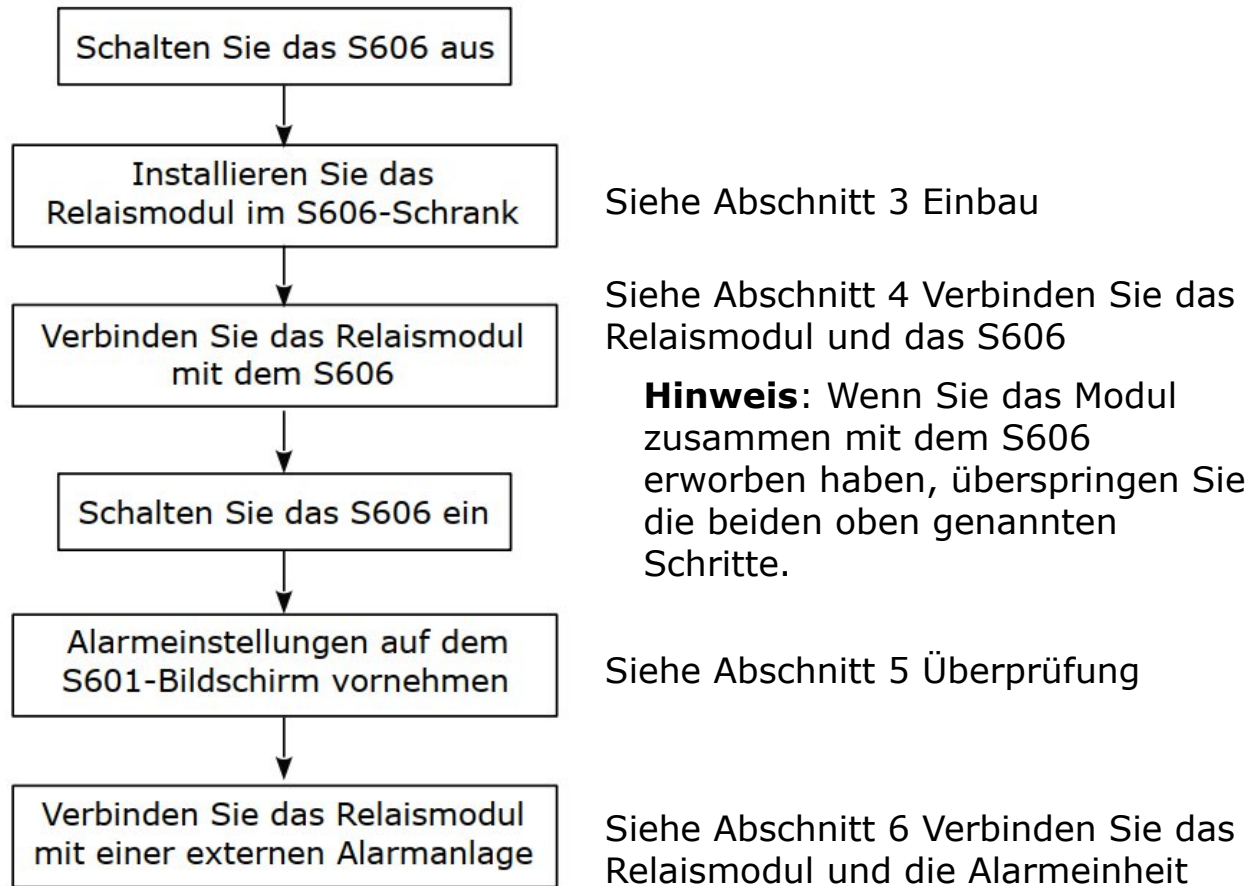 Schalten Sie das S606 aus
Installieren Sie das
Relaismodul im S606-Schrank
Siehe Abschnitt 3 Einbau
Verbinden Sie das Relaismodul
mit dem S606
Siehe Abschnitt 4 Verbinden Sie das
Relaismodul und das S606
Hinweis: Wenn Sie das Modul
zusammen mit dem S606
erworben haben, überspringen Sie
die beiden oben genannten
Schritte.
Schalten Sie das S606 ein
Alarmeinstellungen auf dem
S601-Bildschirm vornehmen
Siehe Abschnitt 5 Überprüfung
Verbinden Sie das Relaismodul
mit einer externen Alarmanlage
Siehe Abschnitt 6 Verbinden Sie das
Relaismodul und die Alarmeinheit